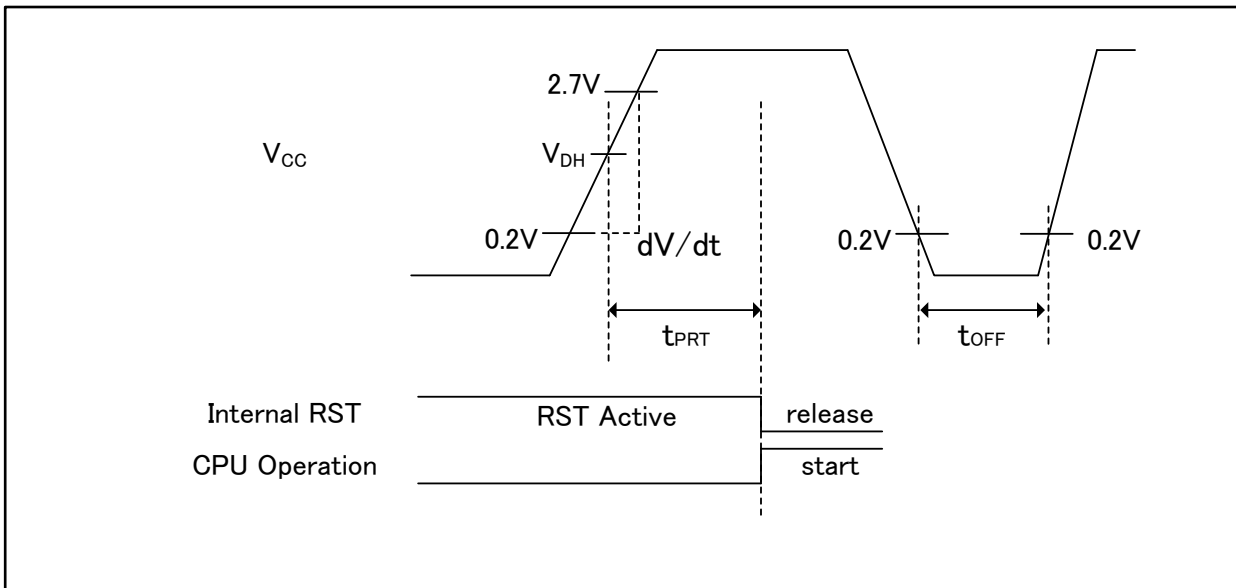 2.7V
VCC
VDH
0.2V
dV/dt
0.2V
0.2V
tPRT
tOFF
Internal RST
RST Active
release
CPU Operation
start